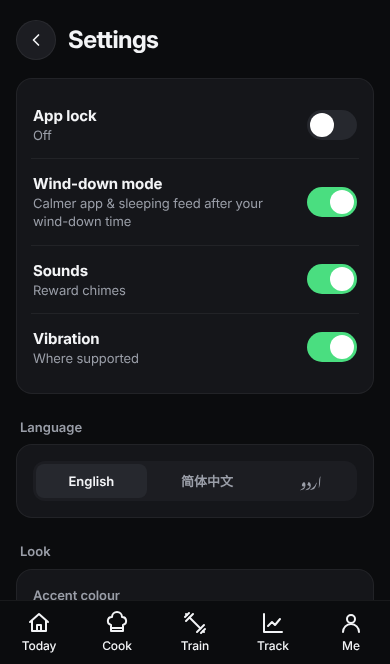 Settings
App lock
Off
Wind-down mode
Calmer app & sleeping feed after your
wind-down time
Sounds
Reward chimes
Vibration
Where supported
Language
English
简体中文
اردو
Look
Accent colour
Today
Cook
Train
Track
Me